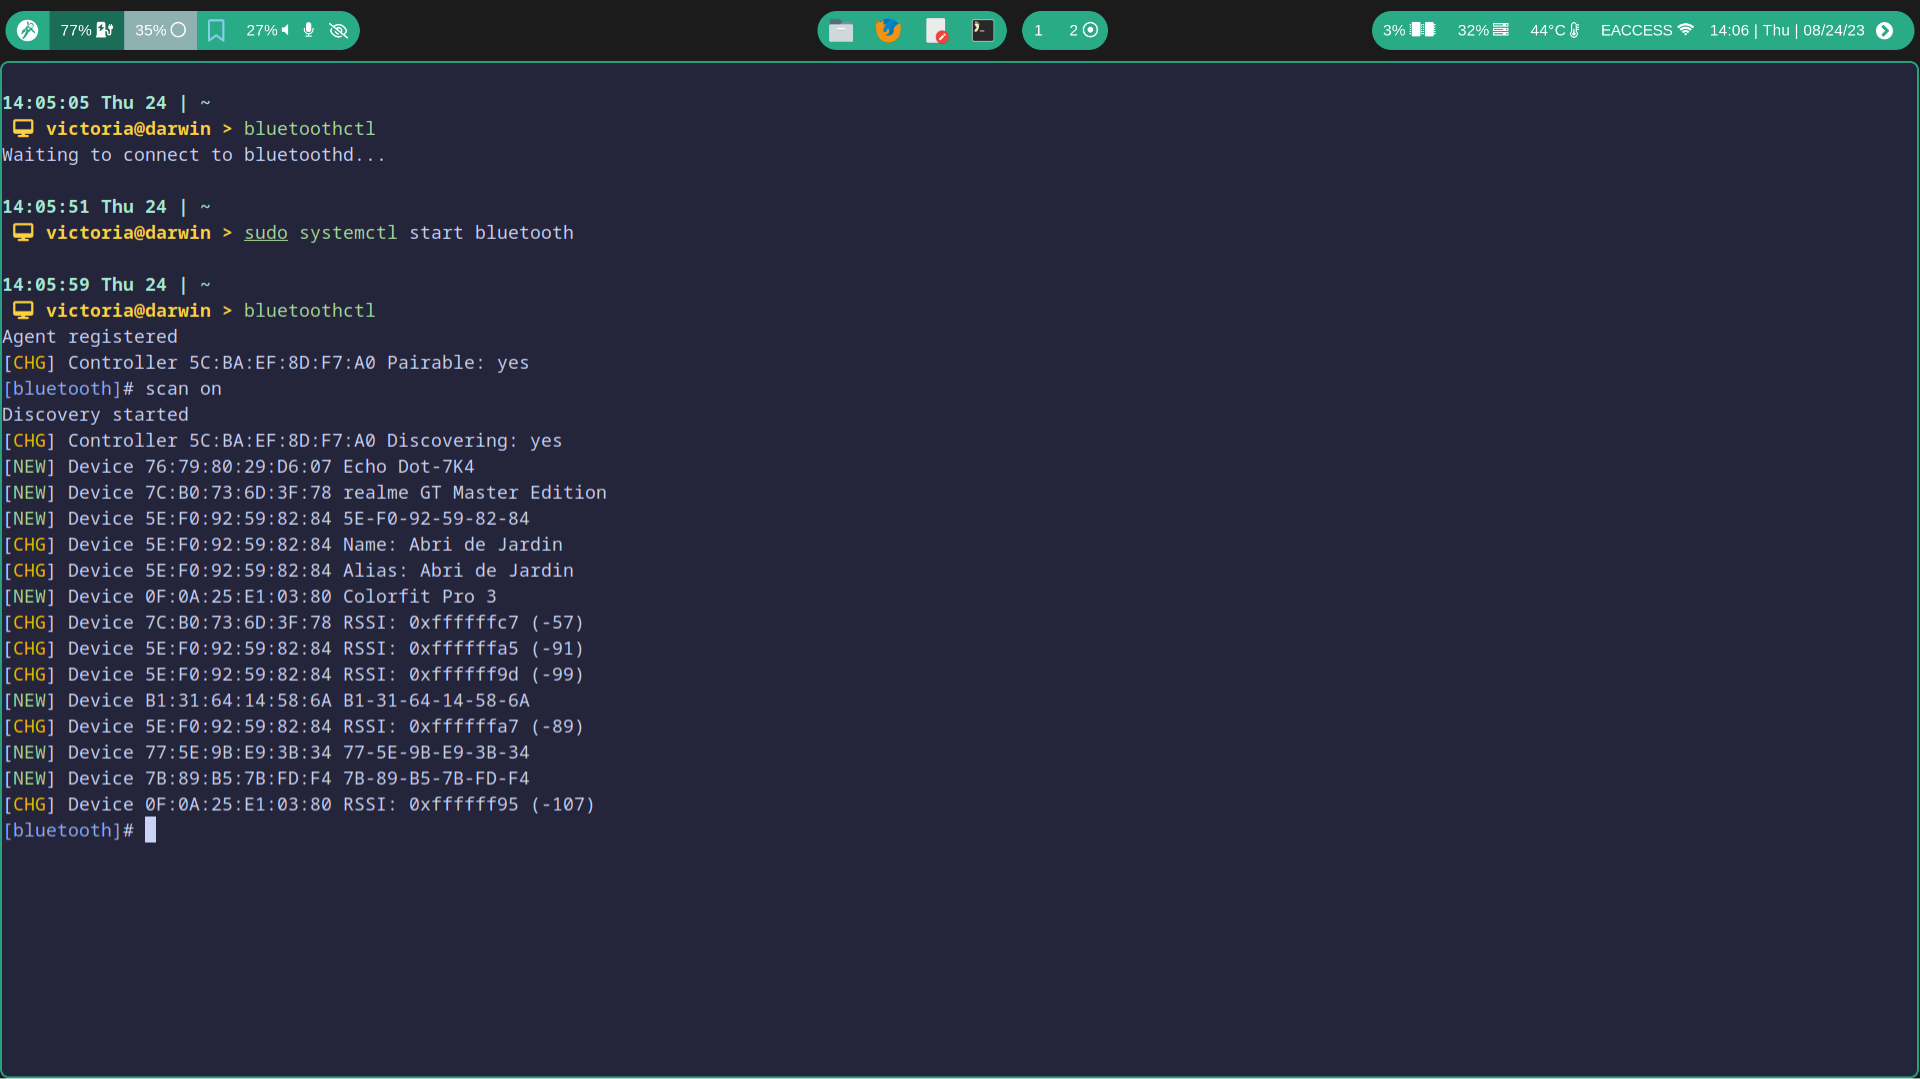 77% 35% 27% 1 2 3% 32% 44°C EACCESS 14:06 | Thu | 08/24/23
14:05:05 Thu 24 | ~
victoria@darwin > bluetoothctl
Waiting to connect to bluetoothd...
14:05:51 Thu 24 | ~
victoria@darwin > sudo systemctl start bluetooth
14:05:59 Thu 24 | ~
victoria@darwin > bluetoothctl
Agent registered
[CHG] Controller 5C:BA:EF:8D:F7:A0 Pairable: yes
[bluetooth]# scan on
Discovery started
[CHG] Controller 5C:BA:EF:8D:F7:A0 Discovering: yes
[NEW] Device 76:79:80:29:D6:07 Echo Dot-7K4
[NEW] Device 7C:B0:73:6D:3F:78 realme GT Master Edition
[NEW] Device 5E:F0:92:59:82:84 5E-F0-92-59-82-84
[CHG] Device 5E:F0:92:59:82:84 Name: Abri de Jardin
[CHG] Device 5E:F0:92:59:82:84 Alias: Abri de Jardin
[NEW] Device 0F:0A:25:E1:03:80 Colorfit Pro 3
[CHG] Device 7C:B0:73:6D:3F:78 RSSI: 0xffffffc7 (-57)
[CHG] Device 5E:F0:92:59:82:84 RSSI: 0xffffffa5 (-91)
[CHG] Device 5E:F0:92:59:82:84 RSSI: 0xffffff9d (-99)
[NEW] Device B1:31:64:14:58:6A B1-31-64-14-58-6A
[CHG] Device 5E:F0:92:59:82:84 RSSI: 0xffffffa7 (-89)
[NEW] Device 77:5E:9B:E9:3B:34 77-5E-9B-E9-3B-34
[NEW] Device 7B:89:B5:7B:FD:F4 7B-89-B5-7B-FD-F4
[CHG] Device 0F:0A:25:E1:03:80 RSSI: 0xffffff95 (-107)
[bluetooth]#